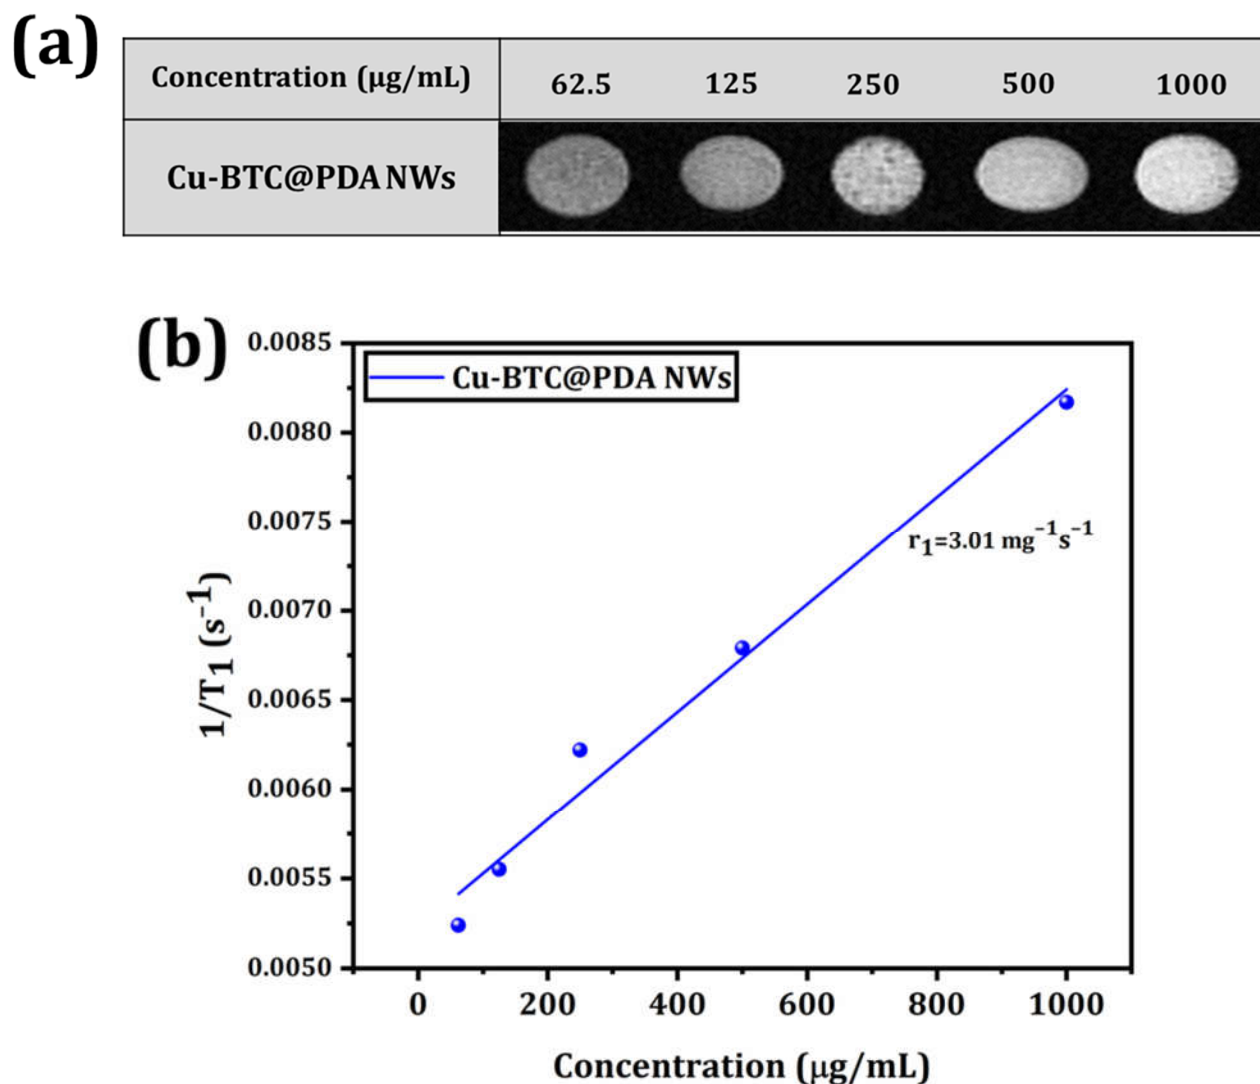 (a)
Concentration (µg/mL) 62.5 125 250 500 1000
Cu-BTC@PDA NWs
(b)
0.0085
Cu-BTC@PDA NWs
0.0080
0.0075
r₁=3.01 mg⁻¹s⁻¹
0.0070
0.0065
0.0060
0.0055
0.0050
1/T₁ (s⁻¹)
0 200 400 600 800 1000
Concentration (µg/mL)